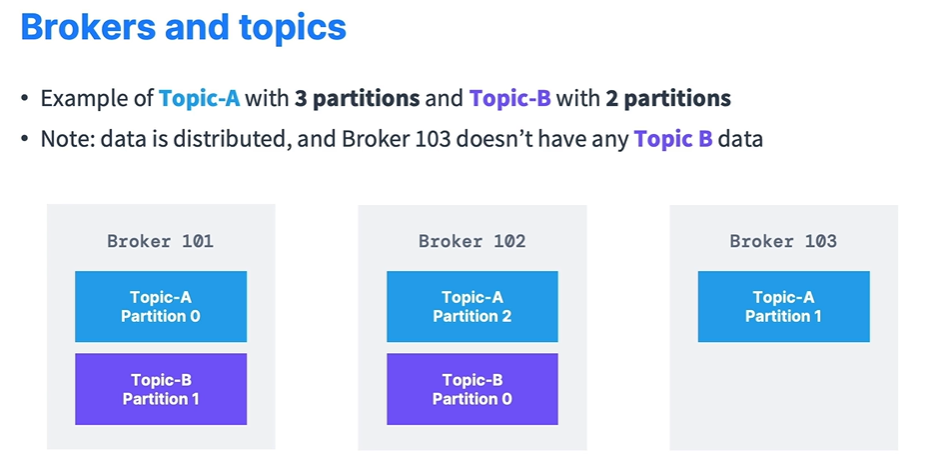 Brokers and topics
• Example of Topic-A with 3 partitions and Topic-B with 2 partitions
• Note: data is distributed, and Broker 103 doesn’t have any Topic B data
Broker 101
Topic-A
Partition 0
Topic-B
Partition 1
Broker 102
Topic-A
Partition 2
Topic-B
Partition 0
Broker 103
Topic-A
Partition 1